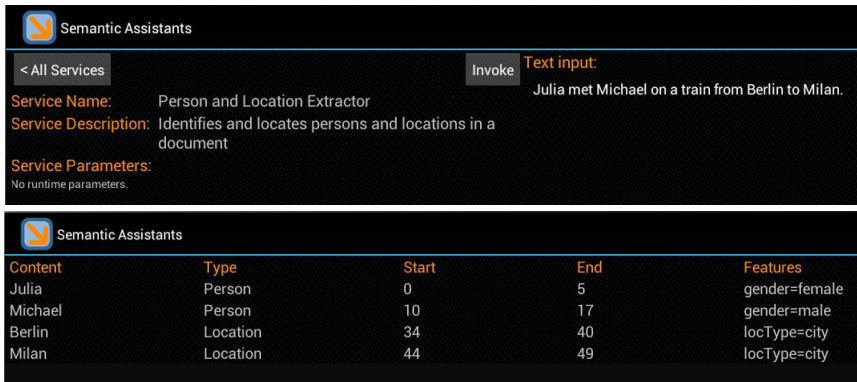 Semantic Assistants
< All Services
Invoke
Text input:
Julia met Michael on a train from Berlin to Milan.
Service Name: Person and Location Extractor
Service Description: Identifies and locates persons and locations in a
document
Service Parameters:
No runtime parameters.
Semantic Assistants
Content Type Start End Features
Julia Person 0 5 gender=female
Michael Person 10 17 gender=male
Berlin Location 34 40 locType=city
Milan Location 44 49 locType=city